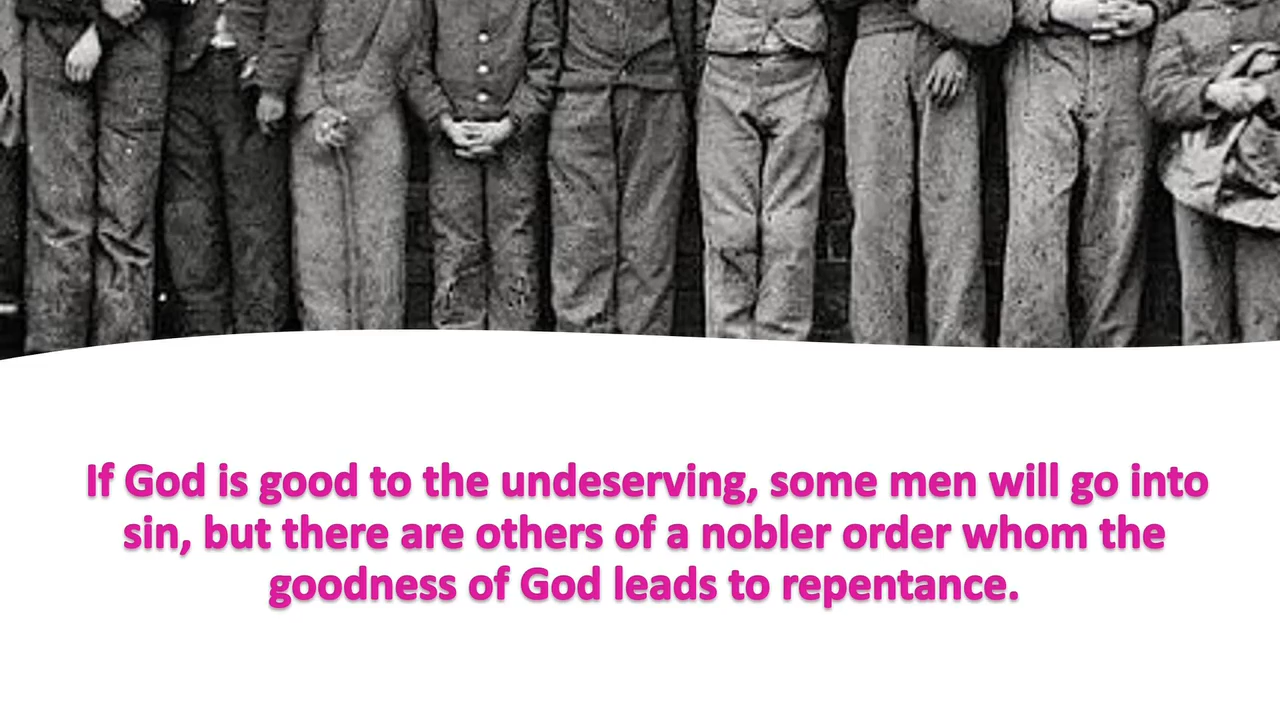 If God is good to the undeserving, some men will go into
sin, but there are others of a nobler order whom the
goodness of God leads to repentance.